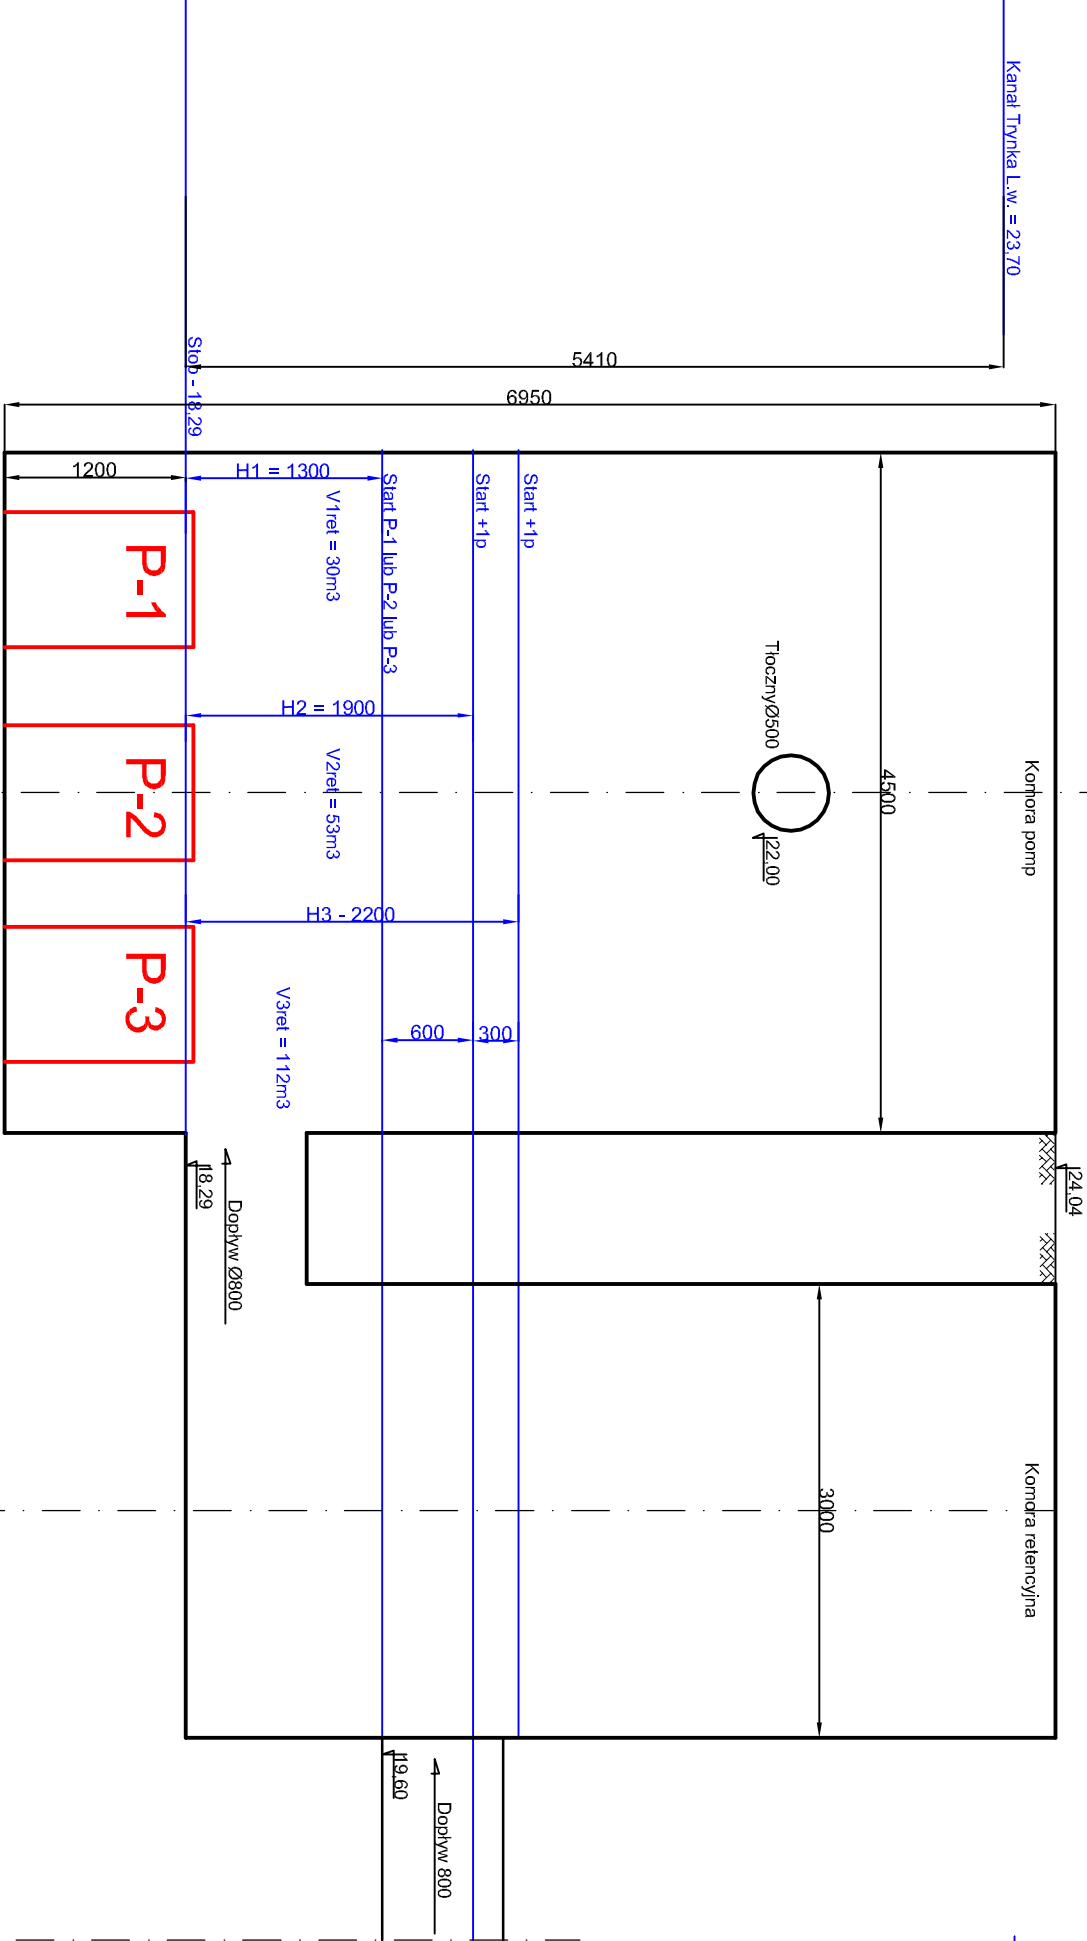 Kanał Trynka L.w. = 23,70
5410
6950
Stop - 18,29
1200
H1 = 1300
V1ret = 30m3
Start P-1 lub P-2 lub P-3
Start +1p
Start +1p
P-1
H2 = 1900
V2ret = 53m3
TłocznyØ500
22,00
4500
Komora pomp
P-2
H3 - 2200
V3ret = 112m3
600
300
P-3
18,29
Dopływ Ø800
24,04
3000
Komora retencyjna
19,60
Dopływ 800